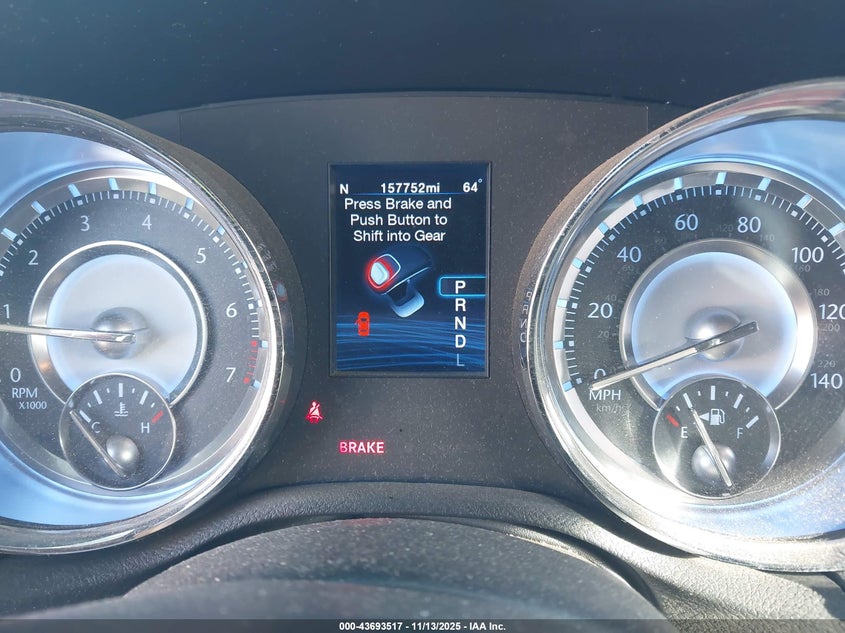 N 157752mi 64°
Press Brake and
Push Button to
Shift into Gear
P
R
N
D
L
0 1 2 3 4 5 6 7
RPM
X1000
C H
BRAKE
0 20 40 60 80 100 120 140
MPH
km/h
E F
000-43693517 - 11/13/2025 - IAA Inc.